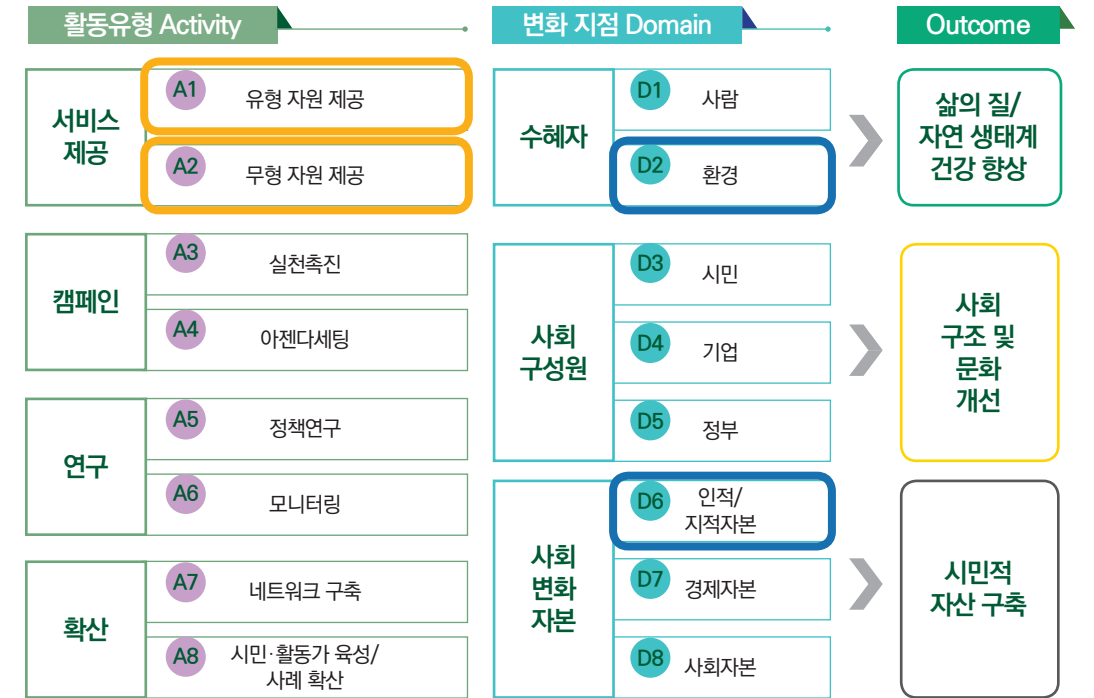 활동유형 Activity
변화 지점 Domain
Outcome
서비스
제공
A1
유형 자원 제공
A2
무형 자원 제공
캠페인
A3
실천촉진
A4
아젠다세팅
연구
A5
정책연구
A6
모니터링
확산
A7
네트워크 구축
A8
시민·활동가 육성/
사례 확산
수혜자
D1
사람
D2
환경
사회
구성원
D3
시민
D4
기업
D5
정부
사회
변화
자본
D6
인적/
지적자본
D7
경제자본
D8
사회자본
삶의 질/
자연 생태계
건강 향상
사회
구조 및
문화
개선
시민적
자산 구축